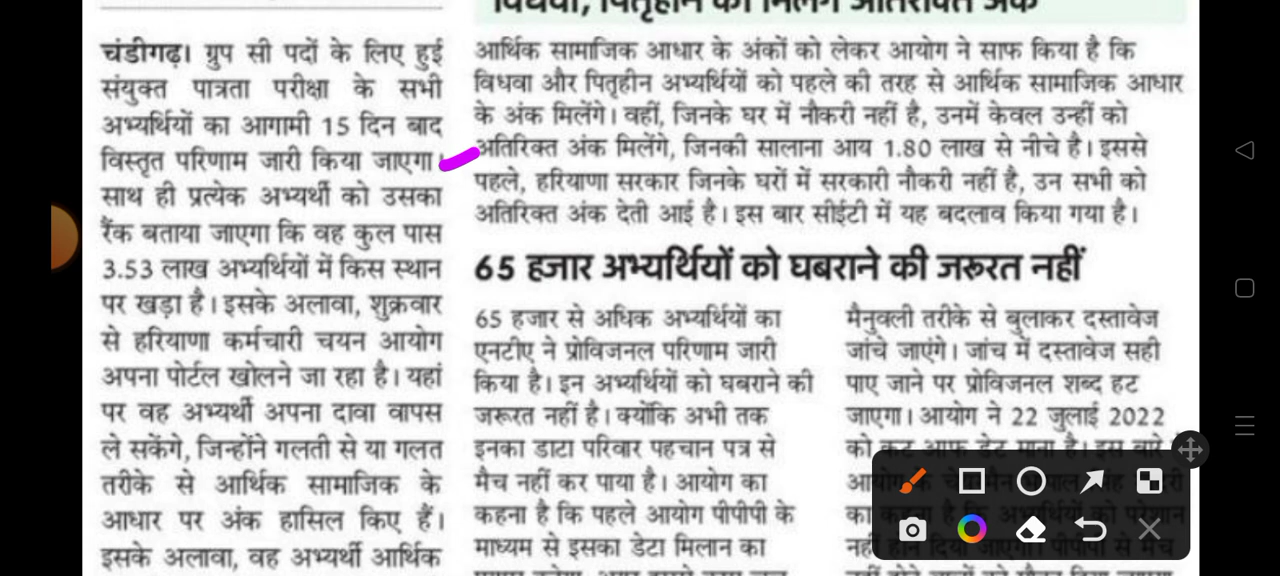 विधवा, पितृहीन को मिलेंगे अतिरिक्त अंक
चंडीगढ़। ग्रुप सी पदों के लिए हुई
संयुक्त पात्रता परीक्षा के सभी
अभ्यर्थियों का आगामी 15 दिन बाद
विस्तृत परिणाम जारी किया जाएगा।
साथ ही प्रत्येक अभ्यर्थी को उसका
रैंक बताया जाएगा कि वह कुल पास
3.53 लाख अभ्यर्थियों में किस स्थान
पर खड़ा है। इसके अलावा, शुक्रवार
से हरियाणा कर्मचारी चयन आयोग
अपना पोर्टल खोलने जा रहा है। यहां
पर वह अभ्यर्थी अपना दावा वापस
ले सकेंगे, जिन्होंने गलती से या गलत
तरीके से आर्थिक सामाजिक के
आधार पर अंक हासिल किए हैं।
इसके अलावा, वह अभ्यर्थी आर्थिक
आर्थिक सामाजिक आधार के अंकों को लेकर आयोग ने साफ किया है कि
विधवा और पितृहीन अभ्यर्थियों को पहले की तरह से आर्थिक सामाजिक आधार
के अंक मिलेंगे। वहीं, जिनके घर में नौकरी नहीं है, उनमें केवल उन्हीं को
अतिरिक्त अंक मिलेंगे, जिनकी सालाना आय 1.80 लाख से नीचे है। इससे
पहले, हरियाणा सरकार जिनके घरों में सरकारी नौकरी नहीं है, उन सभी को
अतिरिक्त अंक देती आई है। इस बार सीईटी में यह बदलाव किया गया है।
65 हजार अभ्यर्थियों को घबराने की जरूरत नहीं
65 हजार से अधिक अभ्यर्थियों का
एनटीए ने प्रोविजनल परिणाम जारी
किया है। इन अभ्यर्थियों को घबराने की
जरूरत नहीं है। क्योंकि अभी तक
इनका डाटा परिवार पहचान पत्र से
मैच नहीं कर पाया है। आयोग का
कहना है कि पहले आयोग पीपीपी के
माध्यम से इसका डेटा मिलान का
मैनुवली तरीके से बुलाकर दस्तावेज
जांचे जाएंगे। जांच में दस्तावेज सही
पाए जाने पर प्रोविजनल शब्द हट
जाएगा। आयोग ने 22 जुलाई 2022
को कट आफ डेट माना है। इस बारे